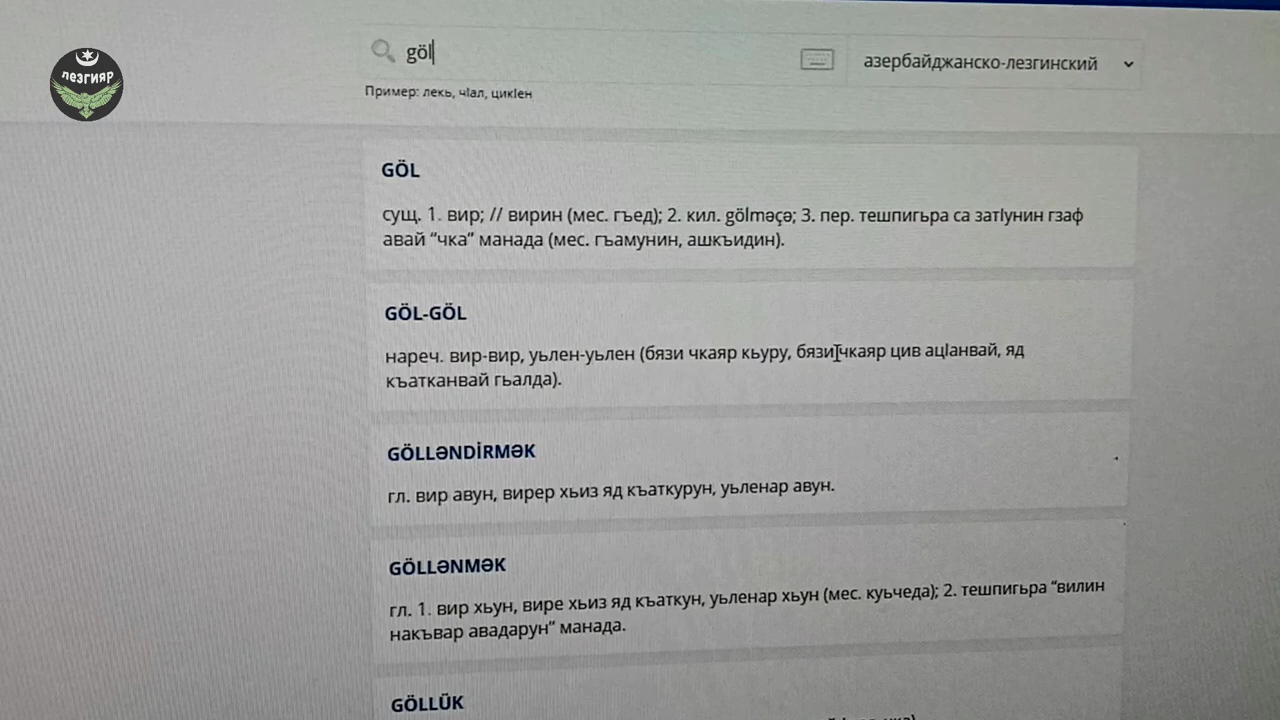 лезгияр
göl
азербайджанско-лезгинский
Пример: лекь, чӀал, цикӀен
GÖL
сущ. 1. вир; // вирин (мес. гъед); 2. кил. gölməçə; 3. пер. тешпигьра са затӀунин гзаф
авай “чка” манада (мес. гъамунин, ашкъидин).
GÖL-GÖL
нареч. вир-вир, уьлен-уьлен (бязи чкаяр кьуру, бязи чкаяр цив ацӀанвай, яд
къатканвай гьалда).
GÖLLƏNDİRMƏK
гл. вир авун, вирер хьиз яд къаткурун, уьленар авун.
GÖLLƏNMƏK
гл. 1. вир хьун, вире хьиз яд къаткун, уьленар хьун (мес. куьчеда); 2. тешпигьра “вилин
накъвар авадарун” манада.
GÖLLÜK